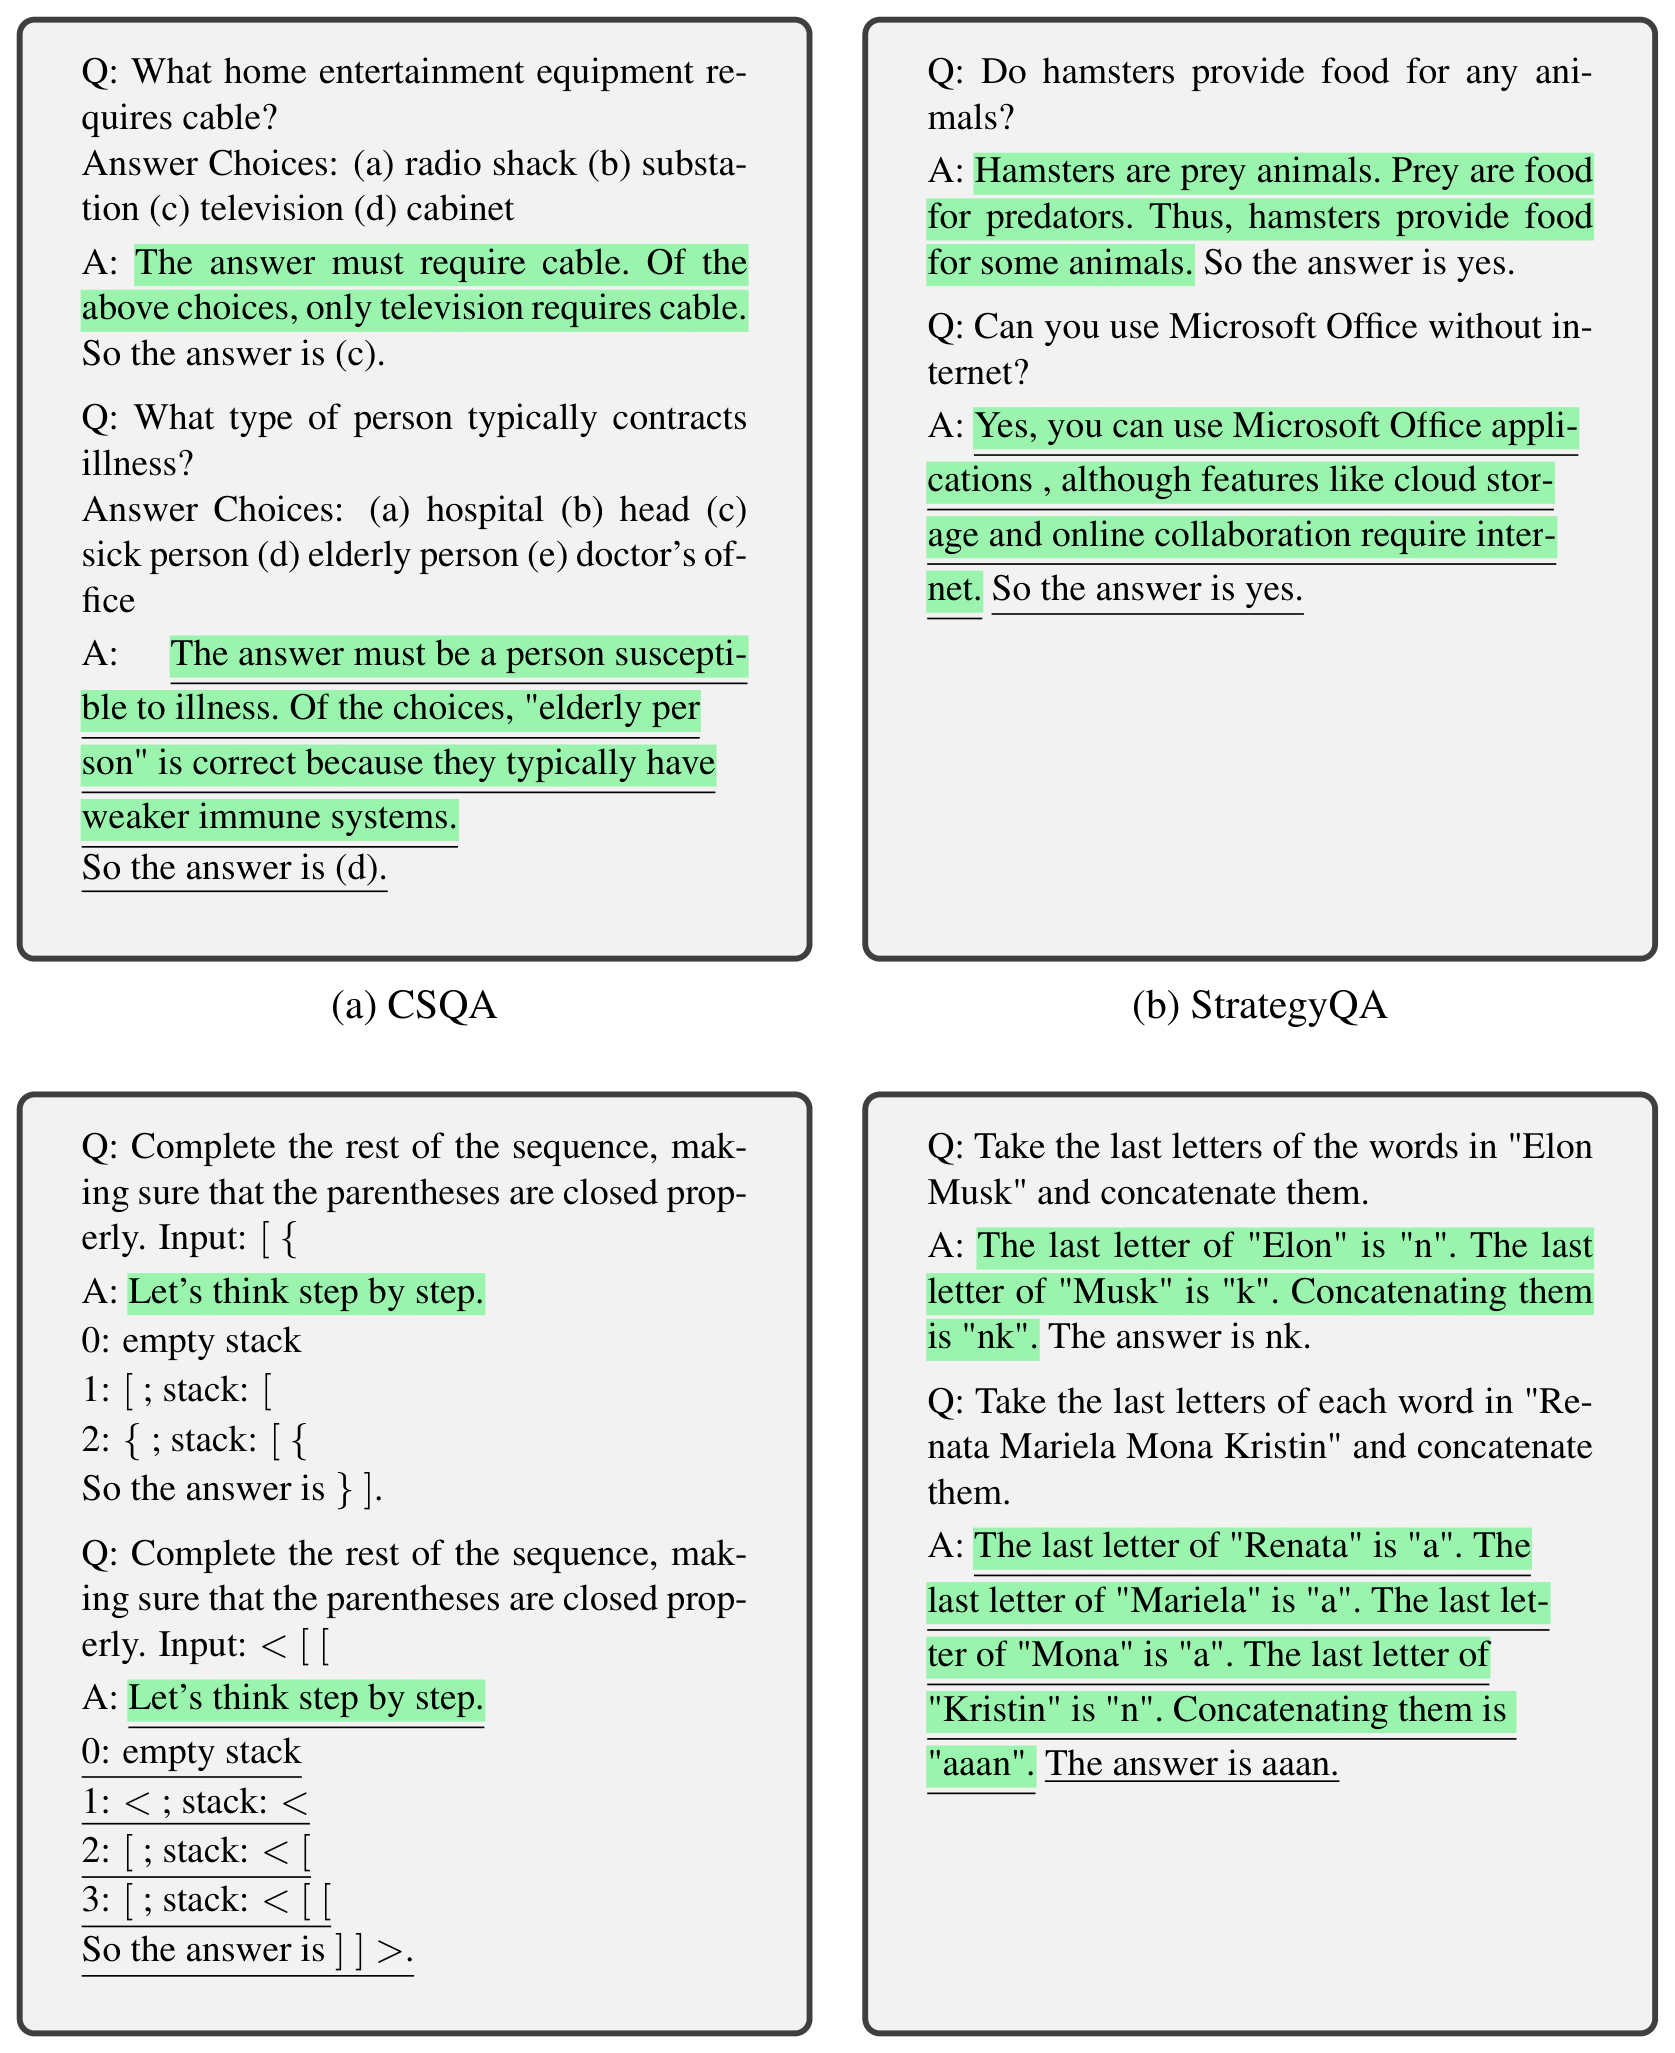 Q: What home entertainment equipment re-
quires cable?
Answer Choices: (a) radio shack (b) substa-
tion (c) television (d) cabinet
A: The answer must require cable. Of the
above choices, only television requires cable.
So the answer is (c).
Q: What type of person typically contracts
illness?
Answer Choices: (a) hospital (b) head (c)
sick person (d) elderly person (e) doctor's of-
fice
A: The answer must be a person suscepti-
ble to illness. Of the choices, "elderly per
son" is correct because they typically have
weaker immune systems.
So the answer is (d).
(a) CSQA
Q: Do hamsters provide food for any ani-
mals?
A: Hamsters are prey animals. Prey are food
for predators. Thus, hamsters provide food
for some animals. So the answer is yes.
Q: Can you use Microsoft Office without in-
ternet?
A: Yes, you can use Microsoft Office appli-
cations , although features like cloud stor-
age and online collaboration require inter-
net. So the answer is yes.
(b) StrategyQA
Q: Complete the rest of the sequence, mak-
ing sure that the parentheses are closed prop-
erly. Input: [ {
A: Let's think step by step.
0: empty stack
1: [ ; stack: [
2: { ; stack: [ {
So the answer is } ].
Q: Complete the rest of the sequence, mak-
ing sure that the parentheses are closed prop-
erly. Input: < [ [
A: Let's think step by step.
0: empty stack
1: < ; stack: <
2: [ ; stack: < [
3: [ ; stack: < [ [
So the answer is ] ] >.
Q: Take the last letters of the words in "Elon
Musk" and concatenate them.
A: The last letter of "Elon" is "n". The last
letter of "Musk" is "k". Concatenating them
is "nk". The answer is nk.
Q: Take the last letters of each word in "Re-
nata Mariela Mona Kristin" and concatenate
them.
A: The last letter of "Renata" is "a". The
last letter of "Mariela" is "a". The last let-
ter of "Mona" is "a". The last letter of
"Kristin" is "n". Concatenating them is
"aaan". The answer is aaan.